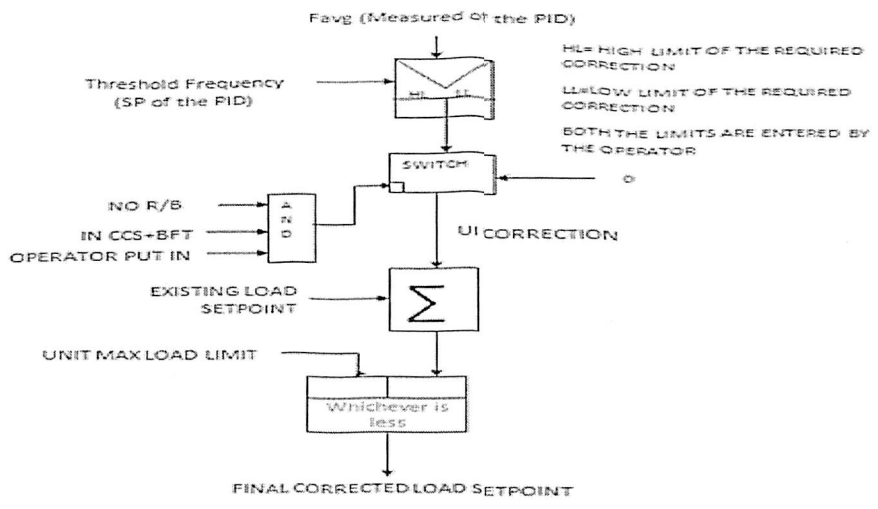 Favg (Measured of the PID)
Threshold Frequency
(SP of the PID)
HL LL
HL= HIGH LIMIT OF THE REQUIRED
CORRECTION
LL=LOW LIMIT OF THE REQUIRED
CORRECTION
BOTH THE LIMITS ARE ENTERED BY
THE OPERATOR
SWITCH
0
NO R/B
IN CCS+BFT
OPERATOR PUT IN
A
N
D
UI CORRECTION
EXISTING LOAD
SETPOINT
Σ
UNIT MAX LOAD LIMIT
Whichever is
less
FINAL CORRECTED LOAD SETPOINT